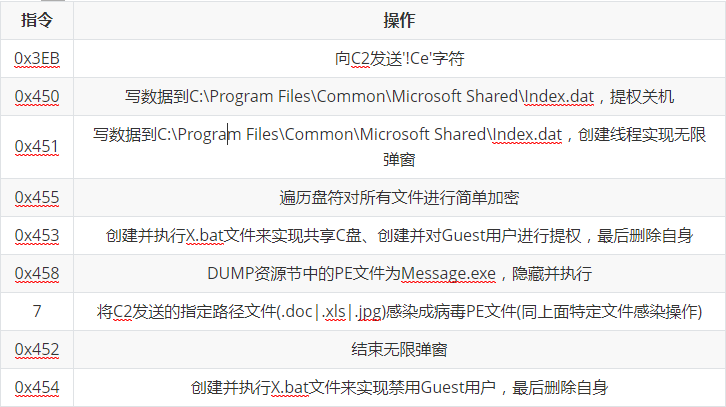 指令 操作
0x3EB 向C2发送'!Ce'字符
0x450 写数据到C:\Program Files\Common\Microsoft Shared\Index.dat，提权关机
0x451 写数据到C:\Program Files\Common\Microsoft Shared\Index.dat，创建线程实现无限
弹窗
0x455 遍历盘符对所有文件进行简单加密
0x453 创建并执行X.bat文件来实现共享C盘、创建并对Guest用户进行提权，最后删除自身
0x458 DUMP资源节中的PE文件为Message.exe，隐藏并执行
7 将C2发送的指定路径文件(.doc|.xls|.jpg)感染成病毒PE文件(同上面特定文件感染操作)
0x452 结束无限弹窗
0x454 创建并执行X.bat文件来实现禁用Guest用户，最后删除自身